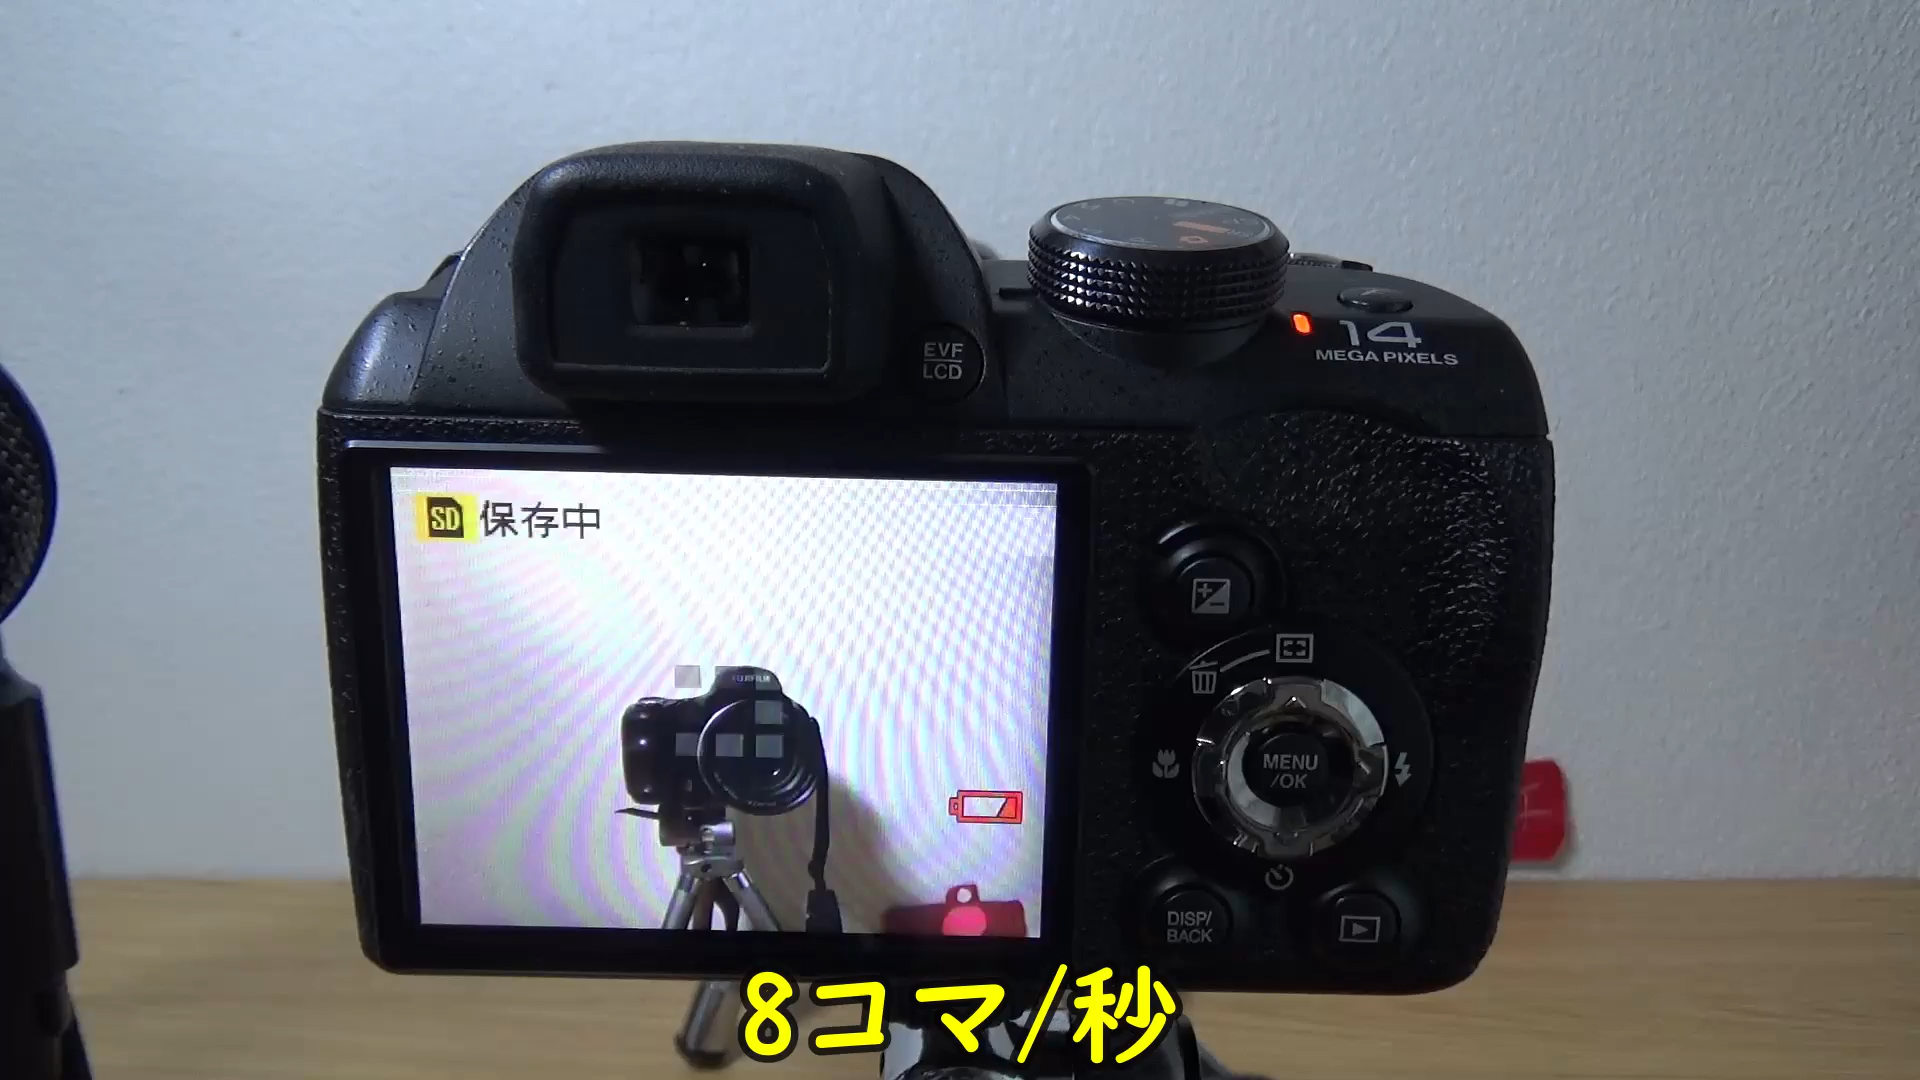 EVF
LCD
14
MEGA PIXELS
SD 保存中
FUJIFILM
MENU
/OK
DISP/
BACK
8コマ/秒